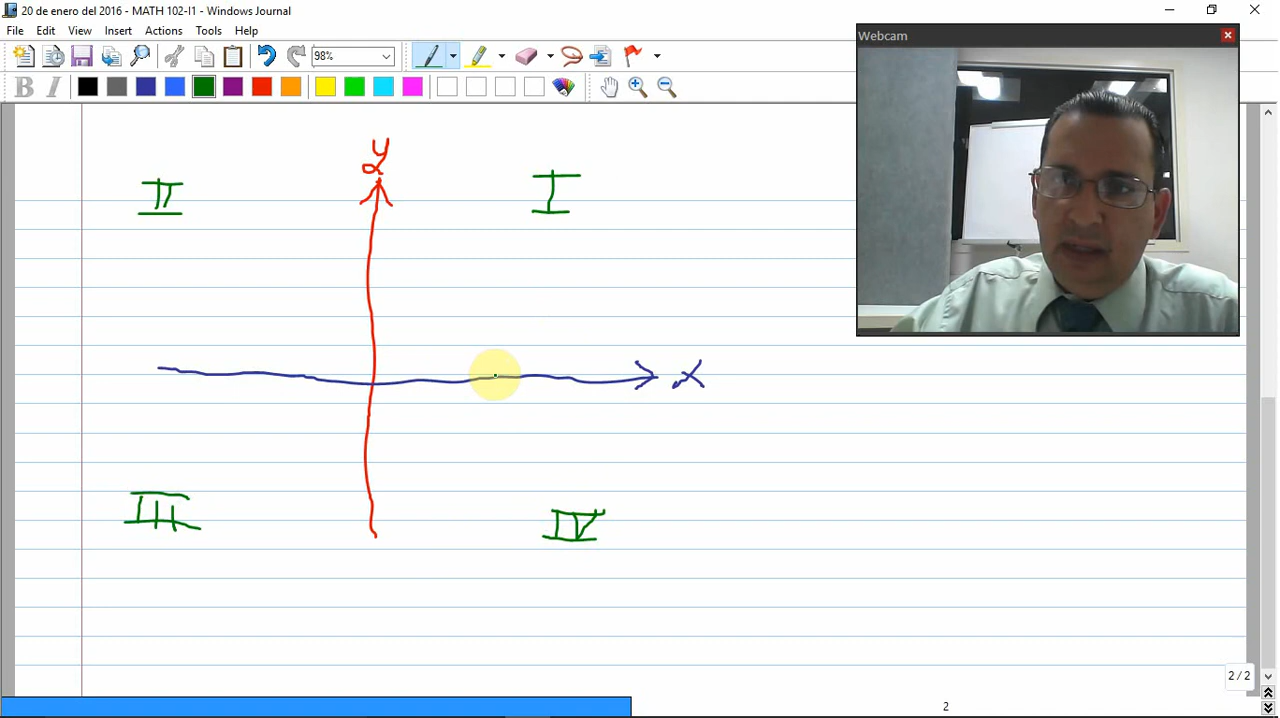 20 de enero del 2016 - MATH 102-I1 - Windows Journal
File Edit View Insert Actions Tools Help
Webcam
98%
B I
y
II
I
x
III
IV
2 / 2
2